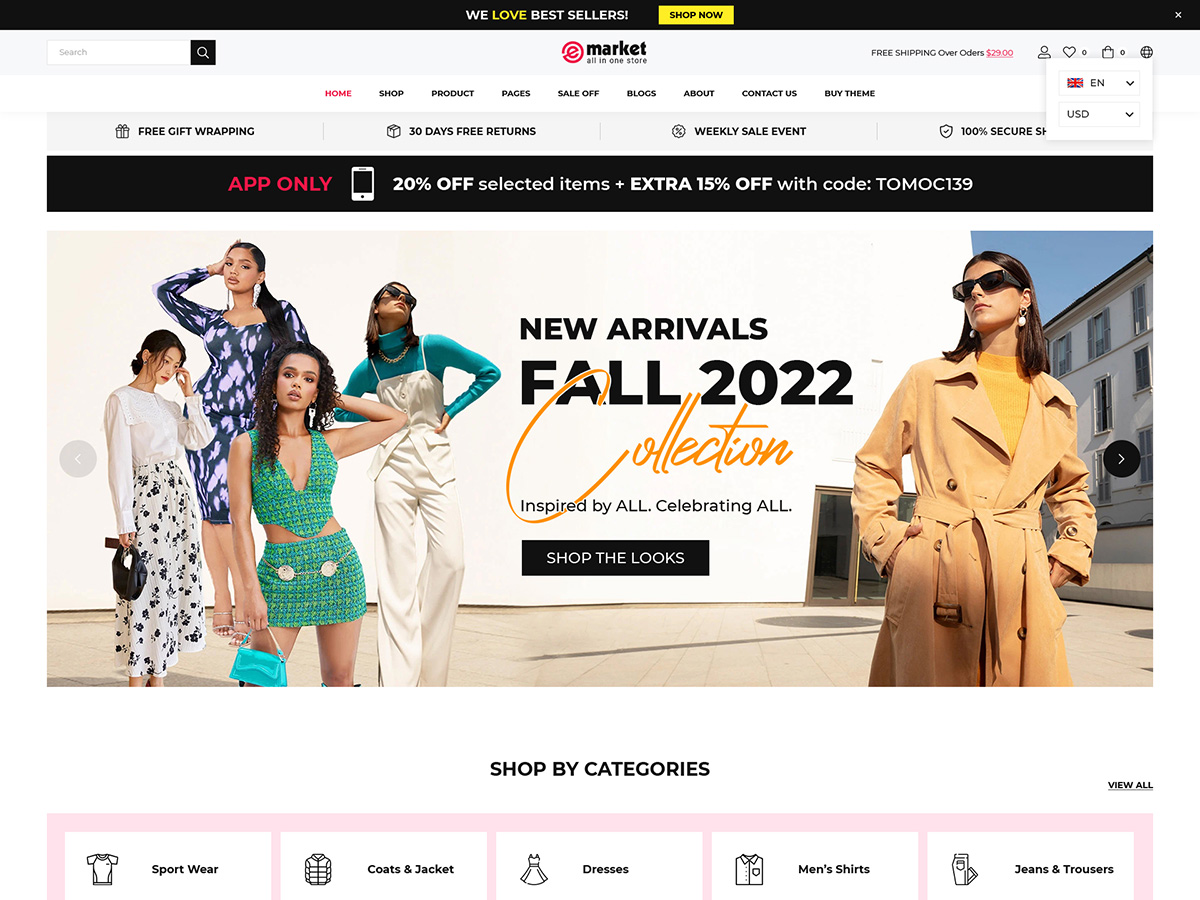 WE LOVE BEST SELLERS! SHOP NOW ×
Search
e market
all in one store
FREE SHIPPING Over Oders $29.00
0
0
HOME SHOP PRODUCT PAGES SALE OFF BLOGS ABOUT CONTACT US BUY THEME
EN
USD
FREE GIFT WRAPPING
30 DAYS FREE RETURNS
WEEKLY SALE EVENT
100% SECURE
APP ONLY 20% OFF selected items + EXTRA 15% OFF with code: TOMOC139
NEW ARRIVALS
FALL 2022
Collection
Inspired by ALL. Celebrating ALL.
SHOP THE LOOKS
SHOP BY CATEGORIES
VIEW ALL
Sport Wear
Coats & Jacket
Dresses
Men's Shirts
Jeans & Trousers